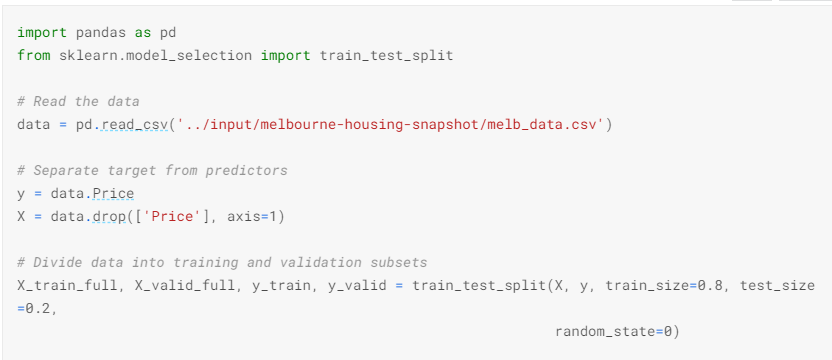 import pandas as pd
from sklearn.model_selection import train_test_split
# Read the data
data = pd.read_csv('../input/melbourne-housing-snapshot/melb_data.csv')
# Separate target from predictors
y = data.Price
X = data.drop(['Price'], axis=1)
# Divide data into training and validation subsets
X_train_full, X_valid_full, y_train, y_valid = train_test_split(X, y, train_size=0.8, test_size
=0.2,
random_state=0)